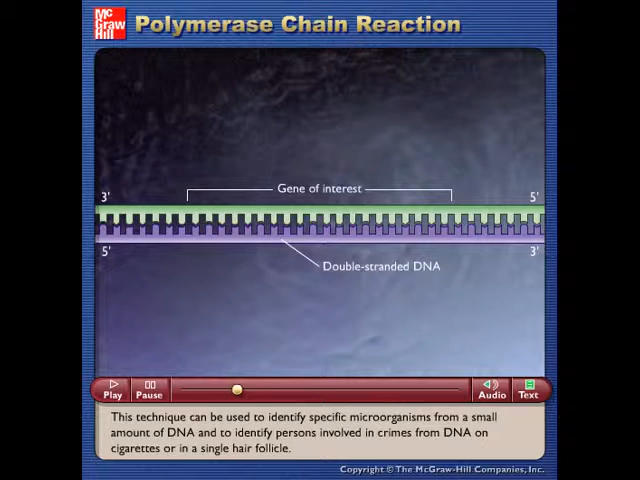 Mc
Graw
Hill
Polymerase Chain Reaction
Gene of interest
3' 5'
5' 3'
Double-stranded DNA
Play Pause Audio Text
This technique can be used to identify specific microorganisms from a small
amount of DNA and to identify persons involved in crimes from DNA on
cigarettes or in a single hair follicle.
Copyright © The McGraw-Hill Companies, Inc.